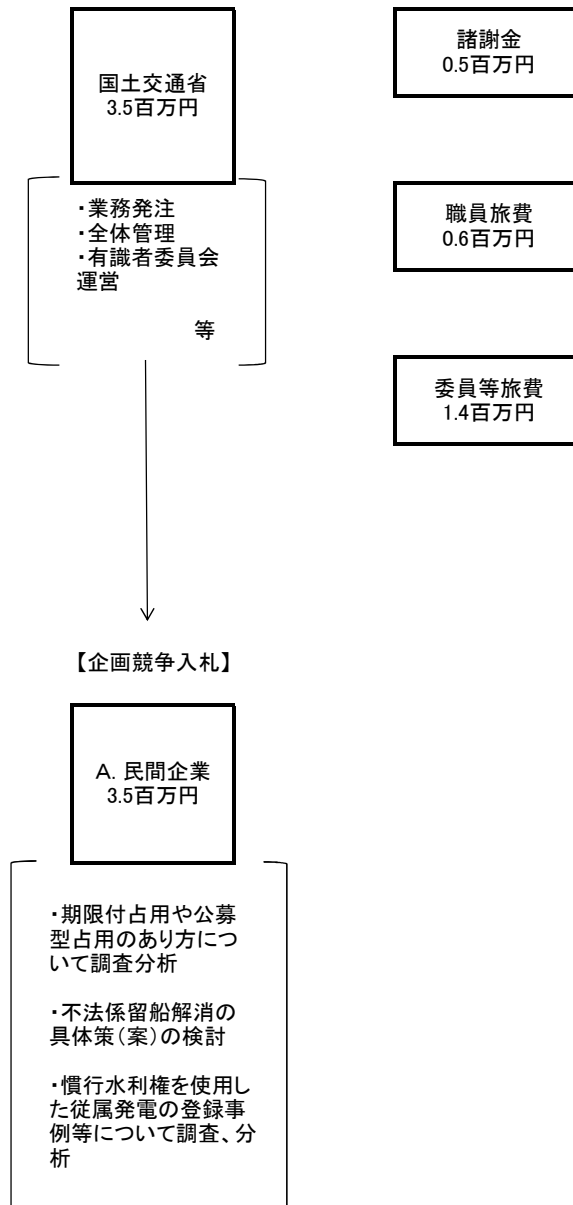 国土交通省
3.5百万円
・業務発注
・全体管理
・有識者委員会
運営
等
諸謝金
0.5百万円
職員旅費
0.6百万円
委員等旅費
1.4百万円
【企画競争入札】
A. 民間企業
3.5百万円
・期限付占用や公募
型占用のあり方につ
いて調査分析
・不法係留船解消の
具体策(案)の検討
・慣行水利権を使用し
た従属発電の登録事
例等について調査、分
析